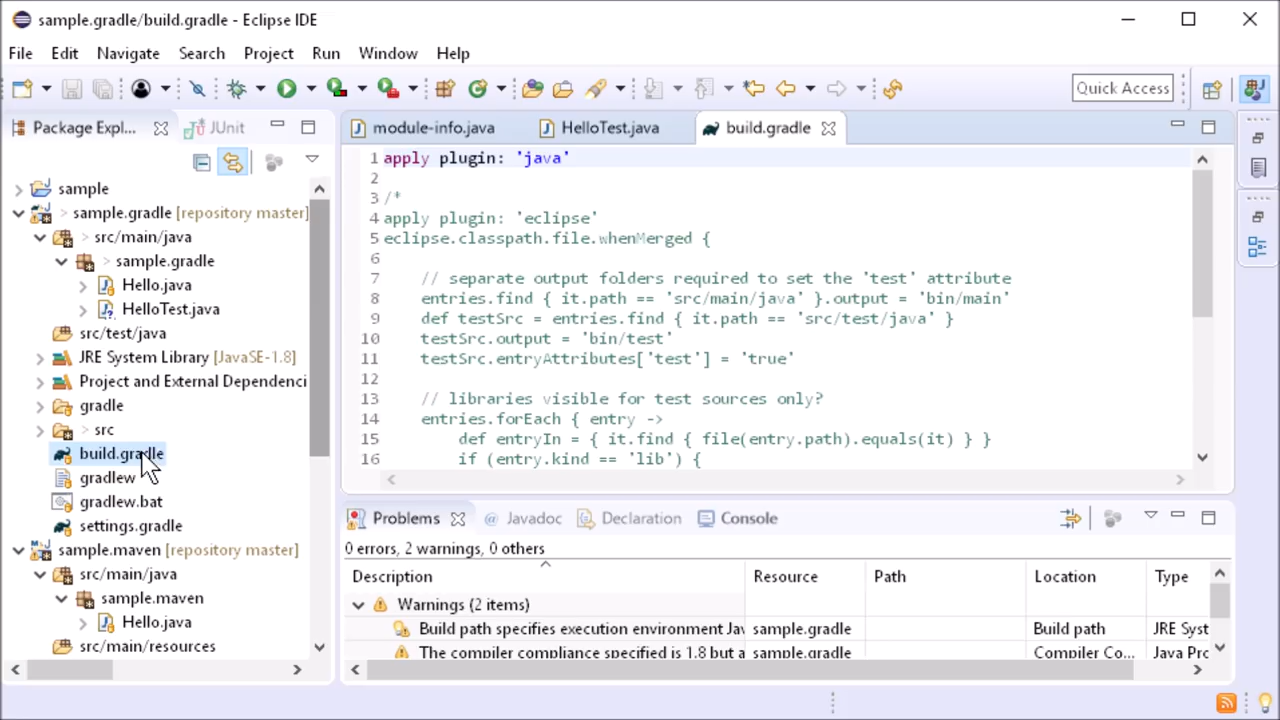 sample.gradle/build.gradle - Eclipse IDE
File Edit Navigate Search Project Run Window Help
Quick Access
Package Expl...
JUnit
sample
> sample.gradle [repository master]
> src/main/java
> sample.gradle
Hello.java
HelloTest.java
src/test/java
JRE System Library [JavaSE-1.8]
Project and External Dependenci
gradle
> src
build.gradle
gradlew
gradlew.bat
settings.gradle
sample.maven [repository master]
src/main/java
sample.maven
Hello.java
src/main/resources
module-info.java HelloTest.java build.gradle
1 apply plugin: 'java'
2
3 /*
4 apply plugin: 'eclipse'
5 eclipse.classpath.file.whenMerged {
6
7 // separate output folders required to set the 'test' attribute
8 entries.find { it.path == 'src/main/java' }.output = 'bin/main'
9 def testSrc = entries.find { it.path == 'src/test/java' }
10 testSrc.output = 'bin/test'
11 testSrc.entryAttributes['test'] = 'true'
12
13 // libraries visible for test sources only?
14 entries.forEach { entry ->
15 def entryIn = { it.find { file(entry.path).equals(it) } }
16 if (entry.kind == 'lib') {
Problems Javadoc Declaration Console
0 errors, 2 warnings, 0 others
Description Resource Path Location Type
Warnings (2 items)
Build path specifies execution environment Jav sample.gradle Build path JRE Syst
The compiler compliance specified is 1.8 but a sample.gradle Compiler Co... Java Pro